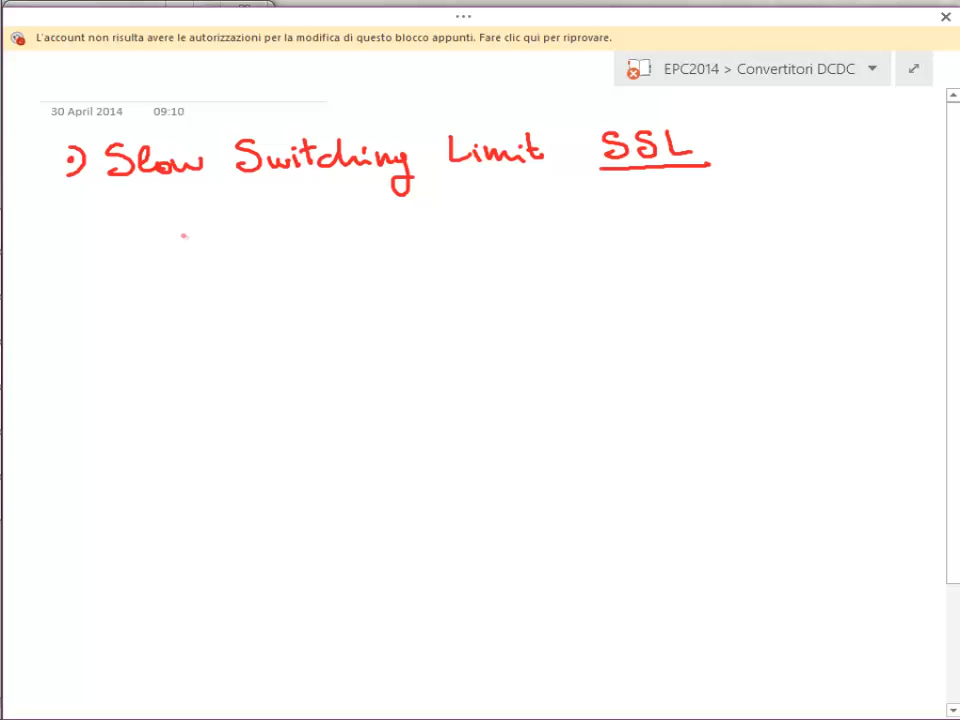 L'account non risulta avere le autorizzazioni per la modifica di questo blocco appunti. Fare clic qui per riprovare.
EPC2014 > Convertitori DCDC
30 April 2014 09:10
•) Slow Switching Limit SSL